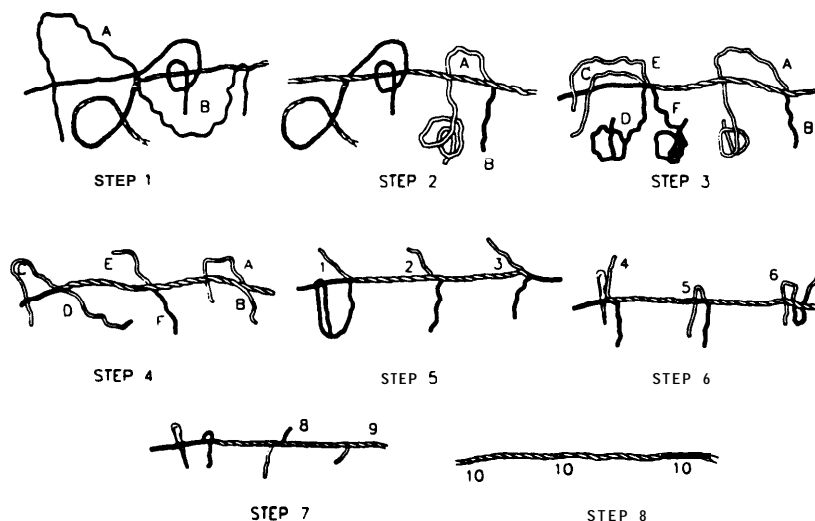 A
B
STEP 1
A
B
STEP 2
C
E
D
F
A
B
STEP 3
C
D
E
F
A
B
STEP 4
1
2
3
STEP 5
4
5
6
STEP 6
8
9
STEP 7
10 10 10
STEP 8